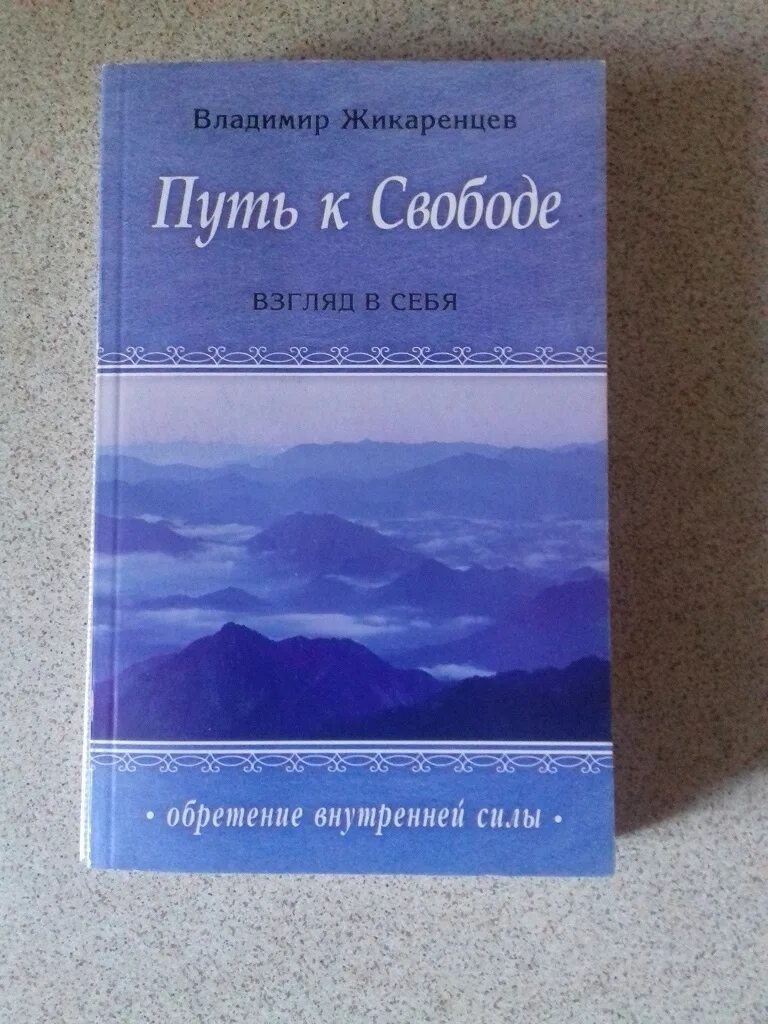 Владимир Жикаренцев
Путь к Свободе
ВЗГЛЯД В СЕБЯ
• обретение внутренней силы •